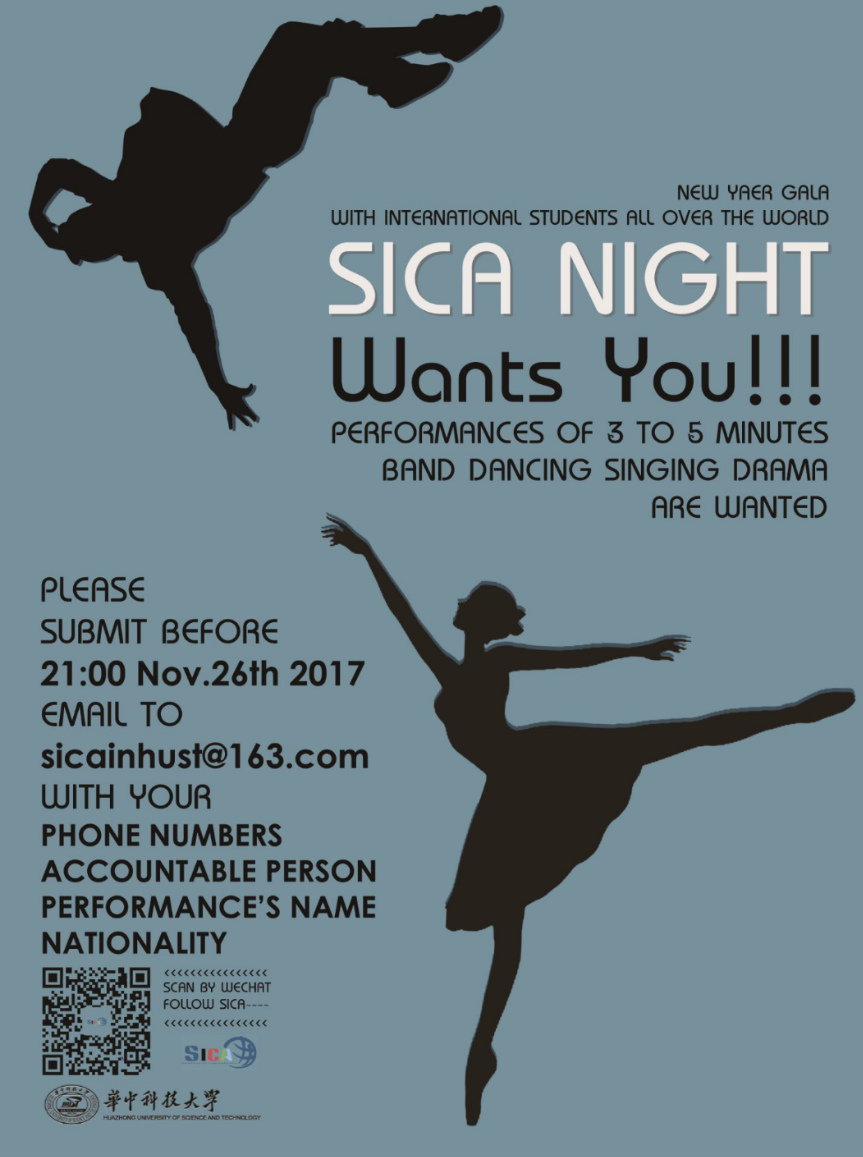 NEW YAER GALA
WITH INTERNATIONAL STUDENTS ALL OVER THE WORLD
SICA NIGHT
Wants You!!!
PERFORMANCES OF 3 TO 5 MINUTES
BAND DANCING SINGING DRAMA
ARE WANTED
PLEASE
SUBMIT BEFORE
21:00 Nov.26th 2017
EMAIL TO
sicainhust@163.com
WITH YOUR
PHONE NUMBERS
ACCOUNTABLE PERSON
PERFORMANCE'S NAME
NATIONALITY
<<<<<<<<<<<<<<<<
SCAN BY WECHAT
FOLLOW SICA----
<<<<<<<<<<<<<<<<
SICA
華中科技大学
HUAZHONG UNIVERSITY OF SCIENCE AND TECHNOLOGY